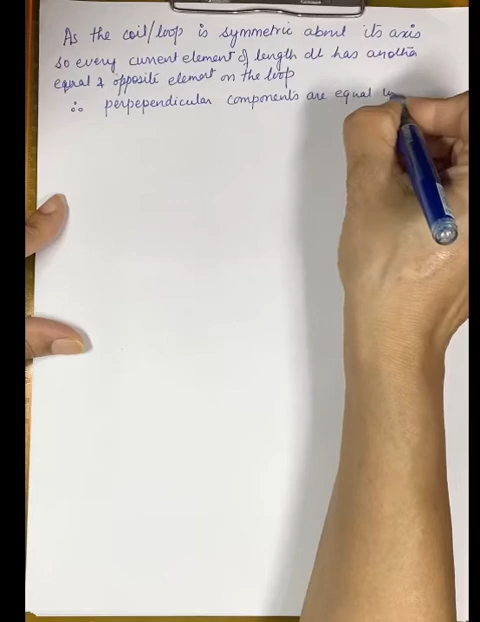 As the coil/loop is symmetric about its axis
so every current element of length dl has another
equal & opposite element on the loop
∴ perpependicular components are equal